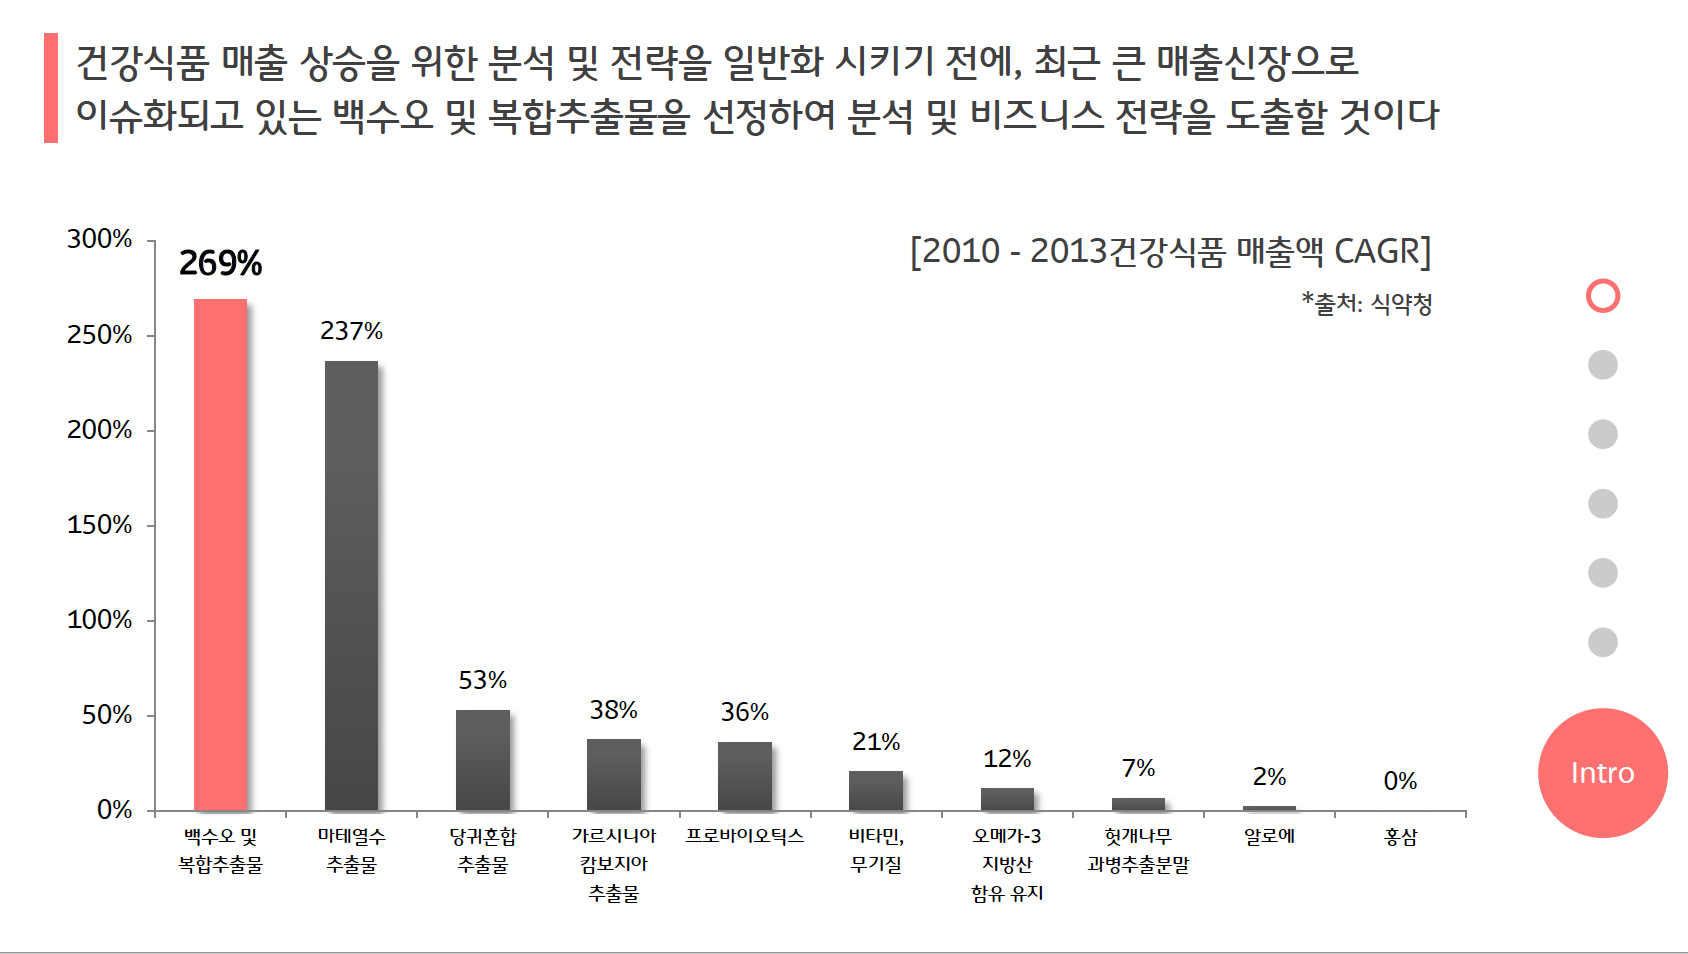 건강식품 매출 상승을 위한 분석 및 전략을 일반화 시키기 전에, 최근 큰 매출신장으로
이슈화되고 있는 백수오 및 복합추출물을 선정하여 분석 및 비즈니스 전략을 도출할 것이다
[2010 - 2013건강식품 매출액 CAGR]
*출처: 식약청
300%
250%
200%
150%
100%
50%
0%
269%
237%
53%
38%
36%
21%
12%
7%
2%
0%
백수오 및
복합추출물
마테열수
추출물
당귀혼합
추출물
가르시니아
캄보지아
추출물
프로바이오틱스
비타민,
무기질
오메가-3
지방산
함유 유지
헛개나무
과병추출분말
알로에
홍삼
Intro